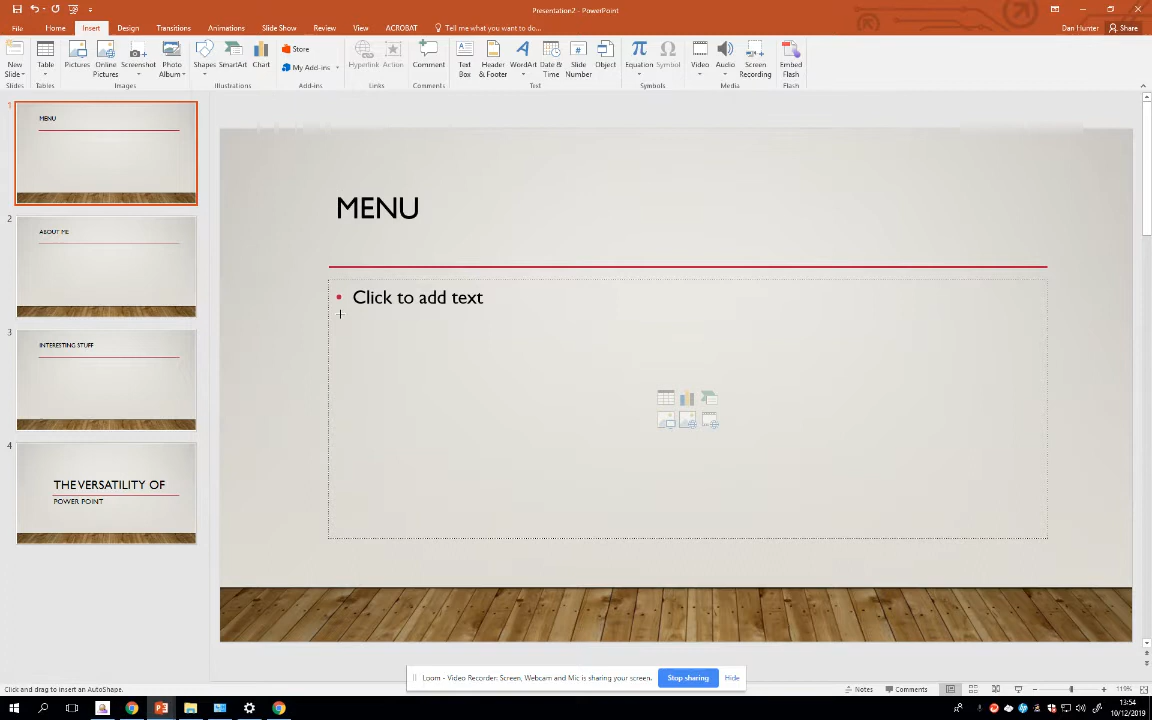 Presentation2 - PowerPoint
File Home Insert Design Transitions Animations Slide Show Review View ACROBAT Tell me what you want to do... Dan Hunter Share
New Slide Table Pictures Online Pictures Screenshot Photo Album Shapes SmartArt Chart Store My Add-ins Hyperlink Action Comment Text Box Header & Footer WordArt Date & Time Slide Number Object Equation Symbol Video Audio Screen Recording Embed Flash
Slides Tables Images Illustrations Add-ins Links Comments Text Symbols Media Flash
1
MENU
2
ABOUT ME
3
INTERESTING STUFF
4
THE VERSATILITY OF
POWER POINT
MENU
• Click to add text
Loom - Video Recorder: Screen, Webcam and Mic is sharing your screen. Stop sharing Hide
Click and drag to insert an AutoShape. Notes Comments 119%
13:54
10/12/2019